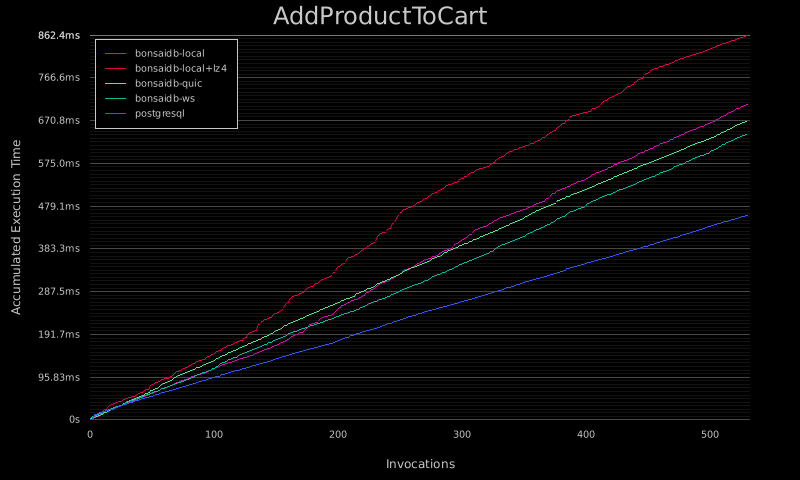 AddProductToCart
862.4ms
766.6ms
670.8ms
575.0ms
479.1ms
383.3ms
287.5ms
191.7ms
95.83ms
0s
Accumulated Execution Time
bonsaidb-local
bonsaidb-local+lz4
bonsaidb-quic
bonsaidb-ws
postgresql
0 100 200 300 400 500
Invocations